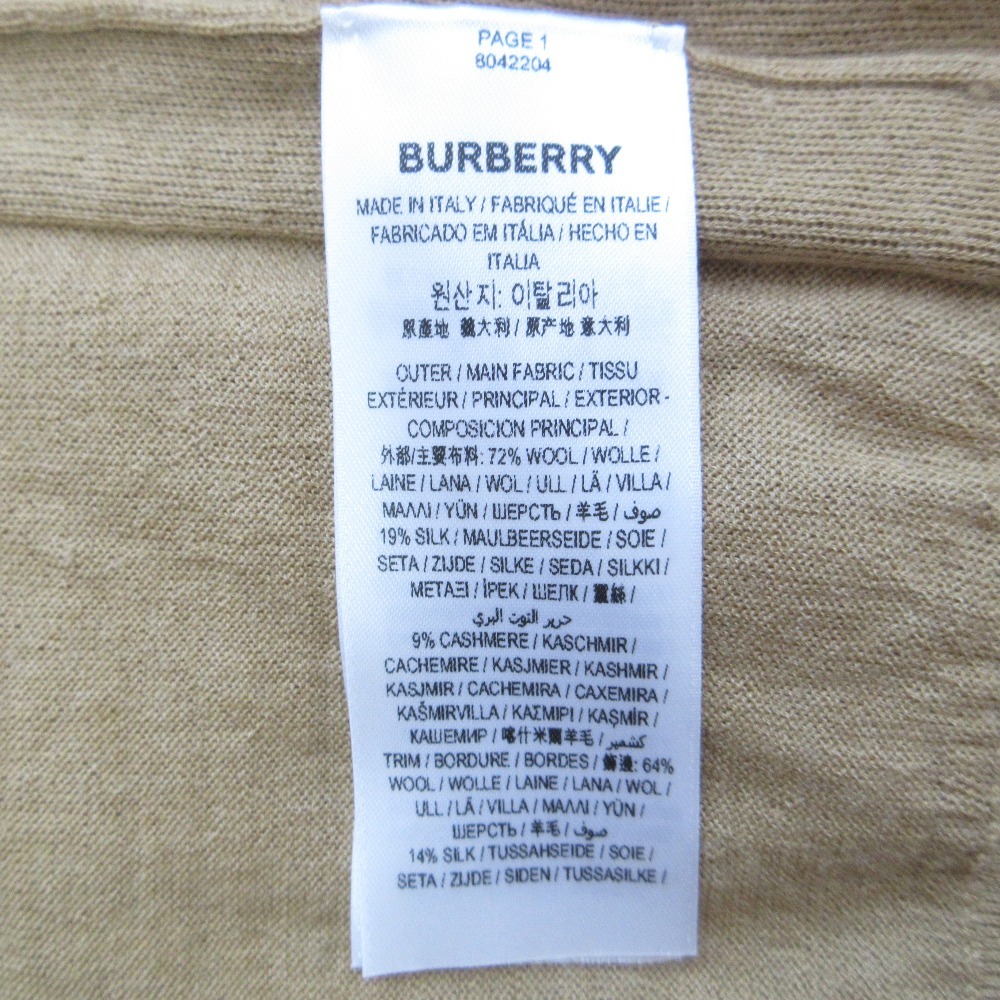 PAGE 1
8042204
BURBERRY
MADE IN ITALY / FABRIQUÉ EN ITALIE /
FABRICADO EM ITÁLIA / HECHO EN
ITALIA
원산지: 이탈리아
原產地 義大利 / 原产地 意大利
OUTER / MAIN FABRIC / TISSU
EXTÉRIEUR / PRINCIPAL / EXTERIOR -
COMPOSICION PRINCIPAL /
外部/主要布料: 72% WOOL / WOLLE /
LAINE / LANA / WOL / ULL / LÃ / VILLA /
ΜΑΛΛΙ / YÜN / ШЕРСТЬ / 羊毛 / صوف /
19% SILK / MAULBEERSEIDE / SOIE /
SETA / ZIJDE / SILKE / SEDA / SILKKI /
ΜΕΤΑΞΙ / İPEK / ШЕЛК / 蠶絲 /
حرير التوت البري
9% CASHMERE / KASCHMIR /
CACHEMIRE / KASJMIER / KASHMIR /
KASJMIR / CACHEMIRA / CAXEMIRA /
KAŠMIRVILLA / ΚΑΣΜΙΡΙ / KAŞMİR /
КАШЕМИР / 喀什米爾羊毛 / كشمير
TRIM / BORDURE / BORDES / 飾邊: 64%
WOOL / WOLLE / LAINE / LANA / WOL /
ULL / LÃ / VILLA / ΜΑΛΛΙ / YÜN /
ШЕРСТЬ / 羊毛 / صوف /
14% SILK / TUSSAHSEIDE / SOIE /
SETA / ZIJDE / SIDEN / TUSSASILKE /